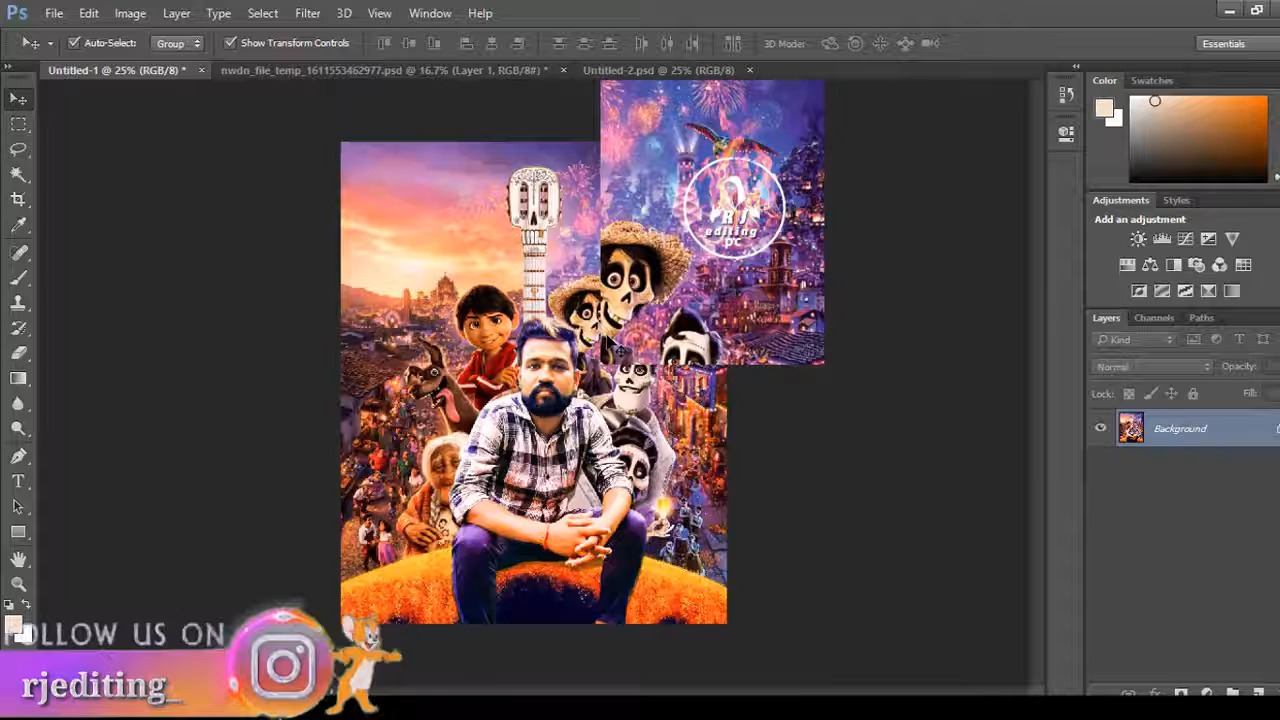 Ps File Edit Image Layer Type Select Filter 3D View Window Help
Auto-Select: Group Show Transform Controls 3D Mode: Essentials
Untitled-1 @ 25% (RGB/8) * × nwdn_file_temp_1611553462977.psd @ 16.7% (Layer 1, RGB/8#) * × Untitled-2.psd @ 25% (RGB/8) ×
Color Swatches
Adjustments Styles
Add an adjustment
RJ
editing
pc
Layers Channels Paths
Kind
Normal Opacity:
Lock: Fill:
Background
FOLLOW US ON
rjediting_